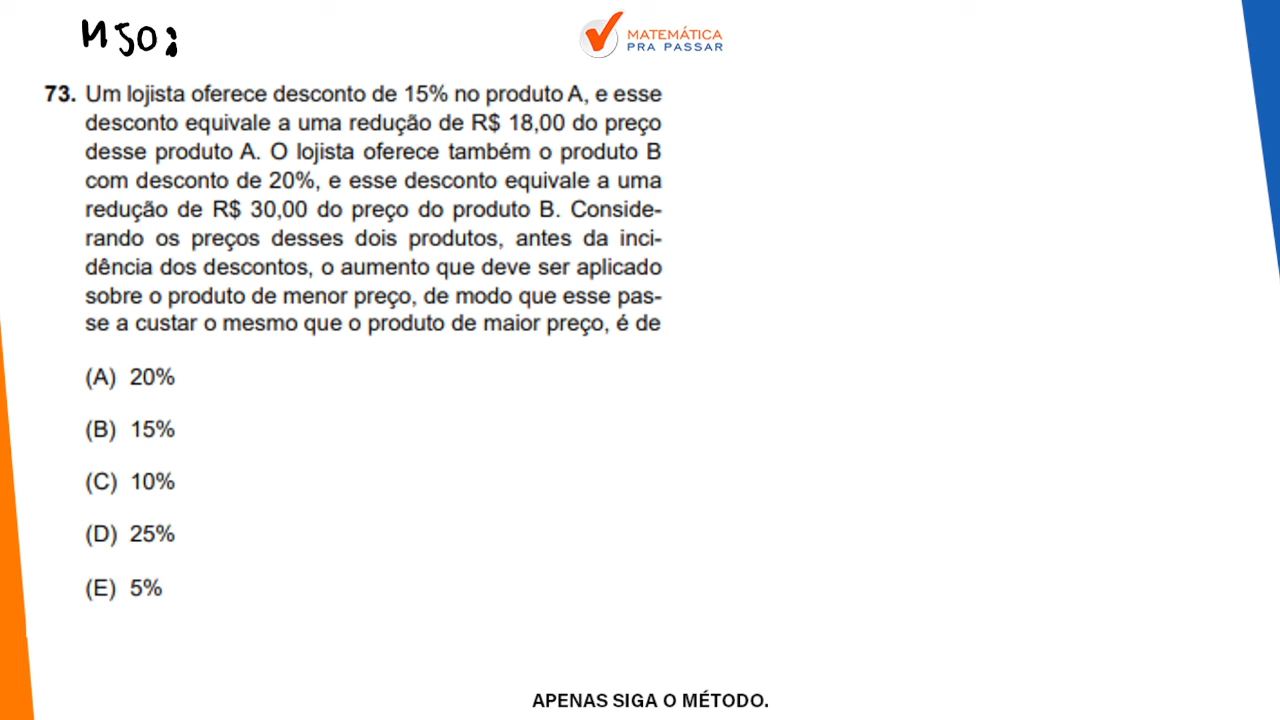 M50:
MATEMÁTICA
PRA PASSAR
73. Um lojista oferece desconto de 15% no produto A, e esse
desconto equivale a uma redução de R$ 18,00 do preço
desse produto A. O lojista oferece também o produto B
com desconto de 20%, e esse desconto equivale a uma
redução de R$ 30,00 do preço do produto B. Conside-
rando os preços desses dois produtos, antes da inci-
dência dos descontos, o aumento que deve ser aplicado
sobre o produto de menor preço, de modo que esse pas-
se a custar o mesmo que o produto de maior preço, é de
(A) 20%
(B) 15%
(C) 10%
(D) 25%
(E) 5%
APENAS SIGA O MÉTODO.